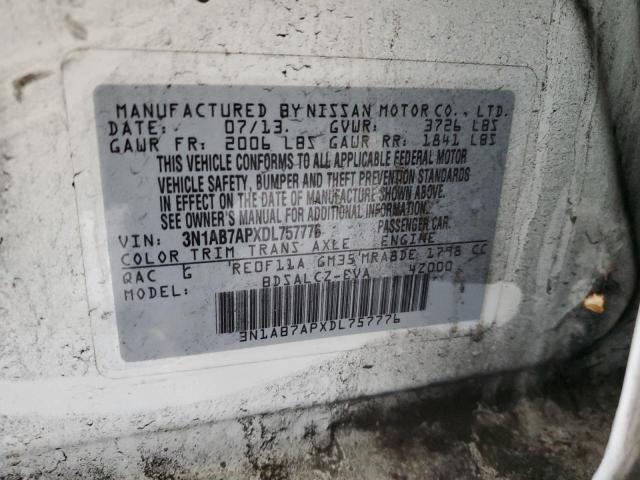 MANUFACTURED BY NISSAN MOTOR CO., LTD.
DATE: 07/13. GVWR: 3726 LBS
GAWR FR: 2006 LBS GAWR RR: 1841 LBS
THIS VEHICLE CONFORMS TO ALL APPLICABLE FEDERAL MOTOR
VEHICLE SAFETY, BUMPER AND THEFT PREVENTION STANDARDS
IN EFFECT ON THE DATE OF MANUFACTURE SHOWN ABOVE.
SEE OWNER'S MANUAL AND FMVSS
VIN: 3N1AB7APXDL757776 PASSENGER CAR.
COLOR TRIM TRANS AXLE ENGINE
QAC G RE0F11A GM35 MRA8DE 1798 CC
MODEL: BDSALCZ-EVA 4Z000
3N1AB7APXDL757776